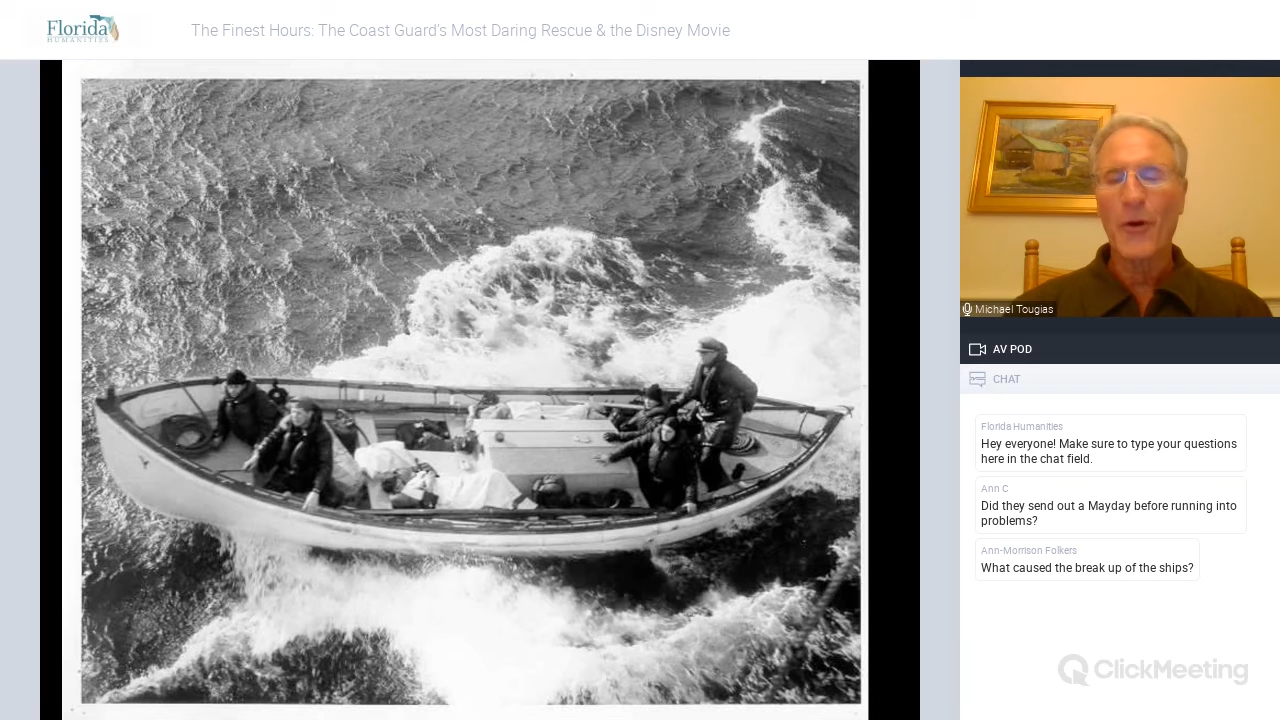 Florida
HUMANITIES
The Finest Hours: The Coast Guard's Most Daring Rescue & the Disney Movie
Michael Tougias
AV POD
CHAT
Florida Humanities
Hey everyone! Make sure to type your questions
here in the chat field.
Ann C
Did they send out a Mayday before running into
problems?
Ann-Morrison Folkers
What caused the break up of the ships?
ClickMeeting